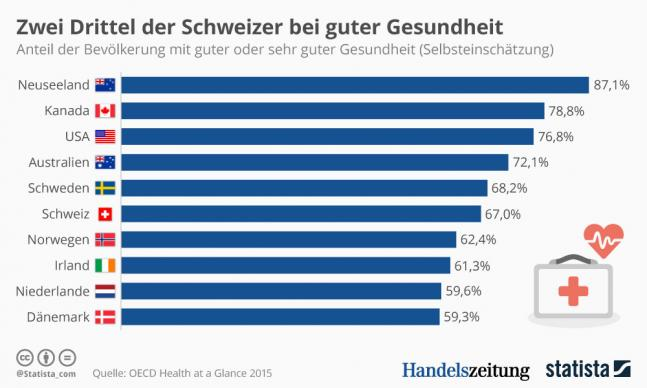 Zwei Drittel der Schweizer bei guter Gesundheit
Anteil der Bevölkerung mit guter oder sehr guter Gesundheit (Selbsteinschätzung)
Neuseeland 87,1%
Kanada 78,8%
USA 76,8%
Australien 72,1%
Schweden 68,2%
Schweiz 67,0%
Norwegen 62,4%
Irland 61,3%
Niederlande 59,6%
Dänemark 59,3%
cc
@Statista_com Quelle: OECD Health at a Glance 2015 Handelszeitung statista